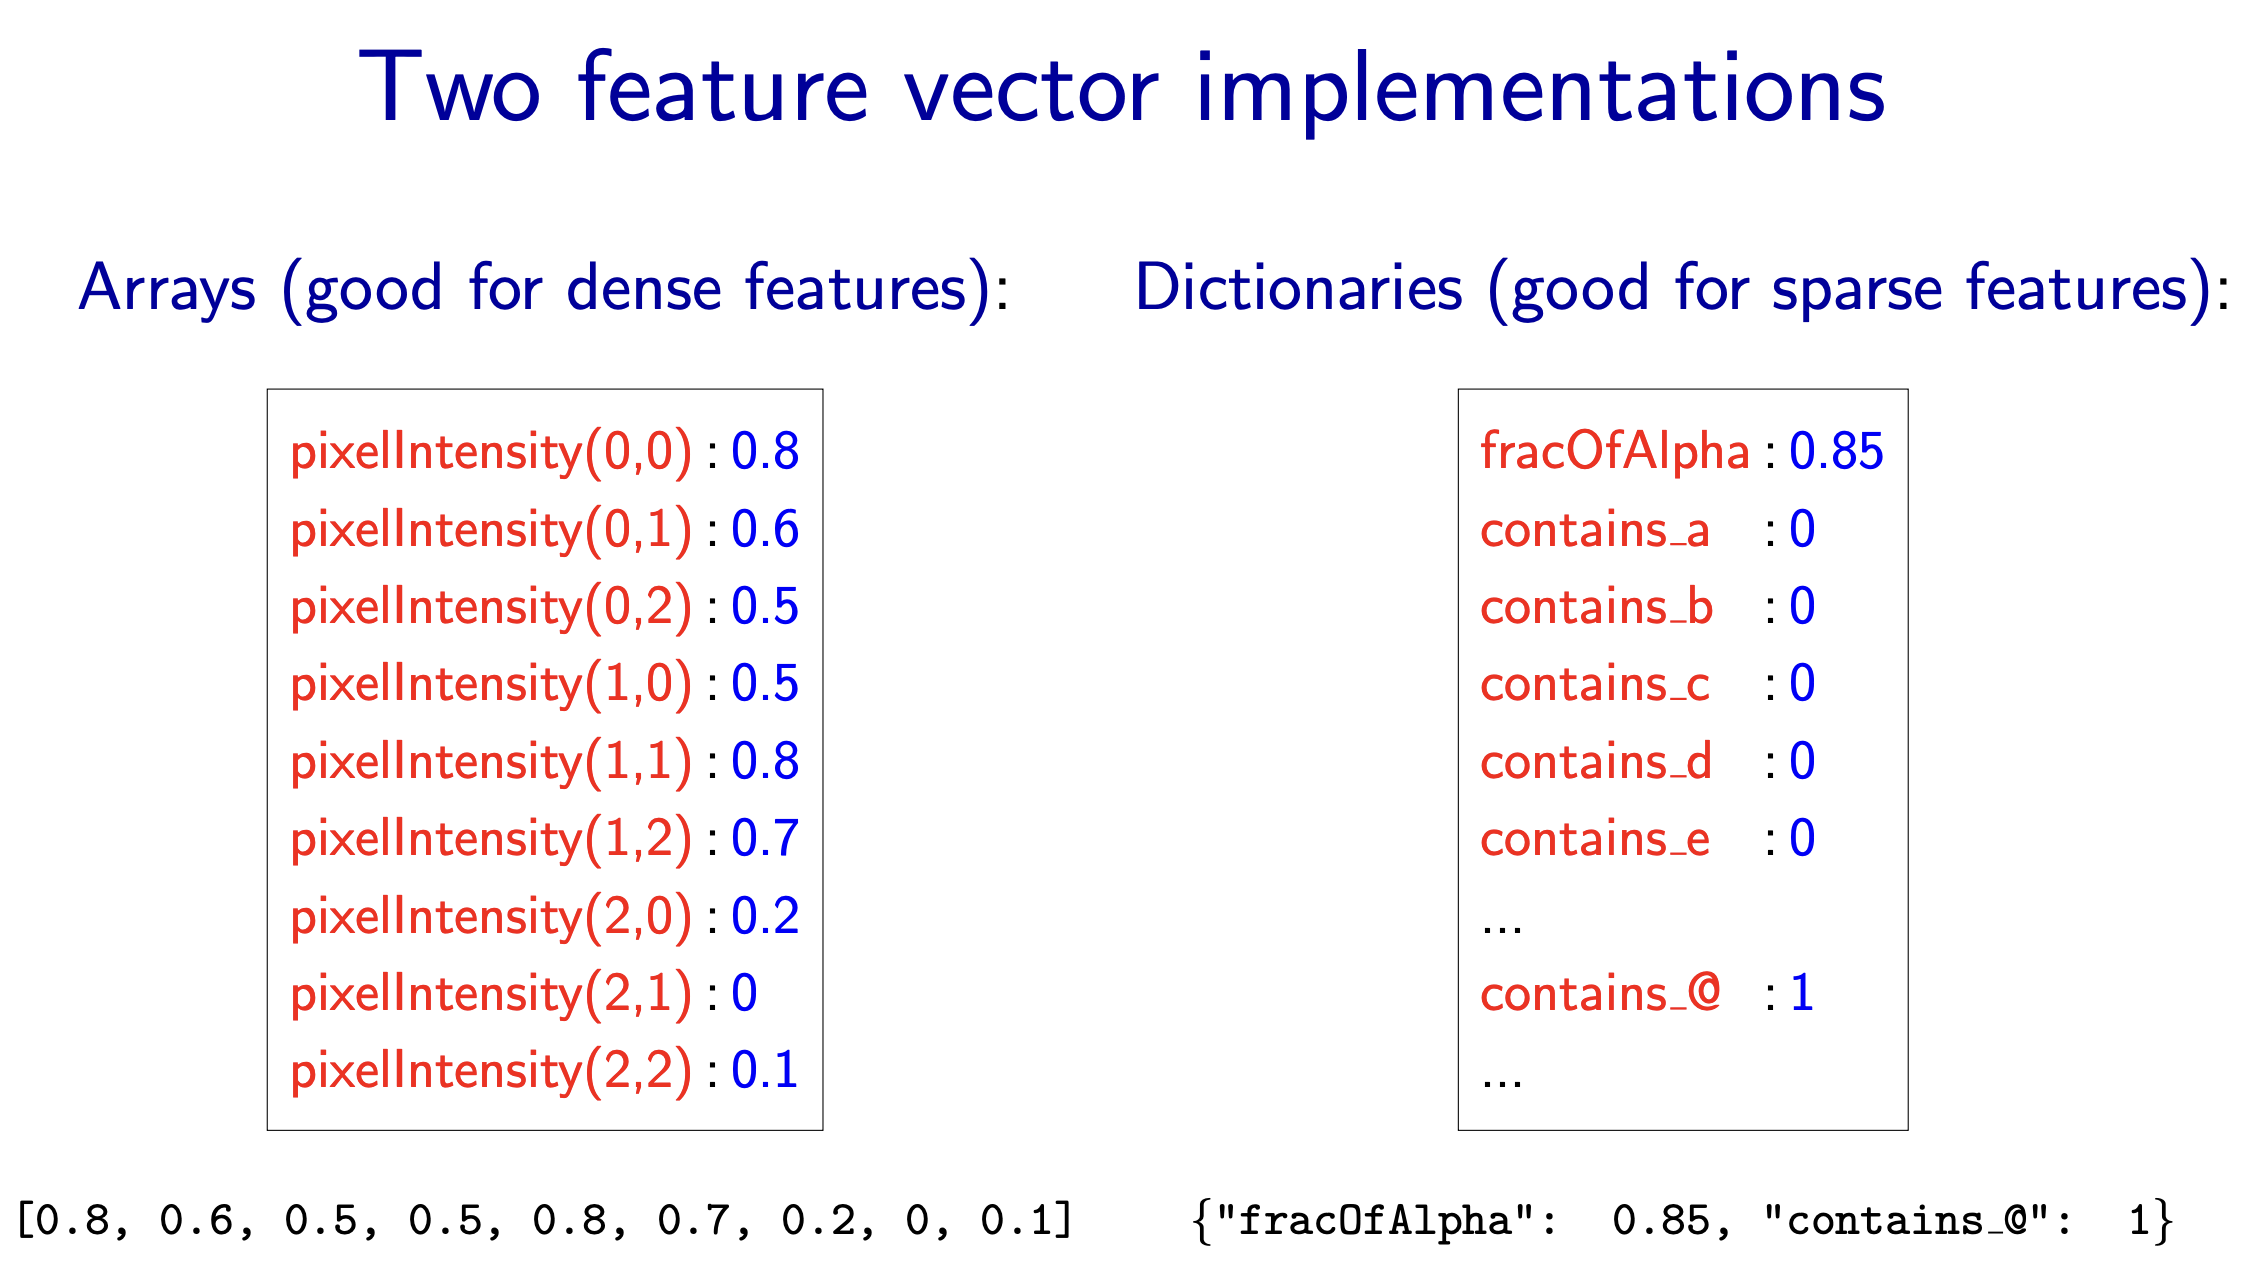 Two feature vector implementations
Arrays (good for dense features):
pixelIntensity(0,0) : 0.8
pixelIntensity(0,1) : 0.6
pixelIntensity(0,2) : 0.5
pixelIntensity(1,0) : 0.5
pixelIntensity(1,1) : 0.8
pixelIntensity(1,2) : 0.7
pixelIntensity(2,0) : 0.2
pixelIntensity(2,1) : 0
pixelIntensity(2,2) : 0.1
[0.8, 0.6, 0.5, 0.5, 0.8, 0.7, 0.2, 0, 0.1]
Dictionaries (good for sparse features):
fracOfAlpha : 0.85
contains_a : 0
contains_b : 0
contains_c : 0
contains_d : 0
contains_e : 0
...
contains_@ : 1
...
{"fracOfAlpha": 0.85, "contains_@": 1}